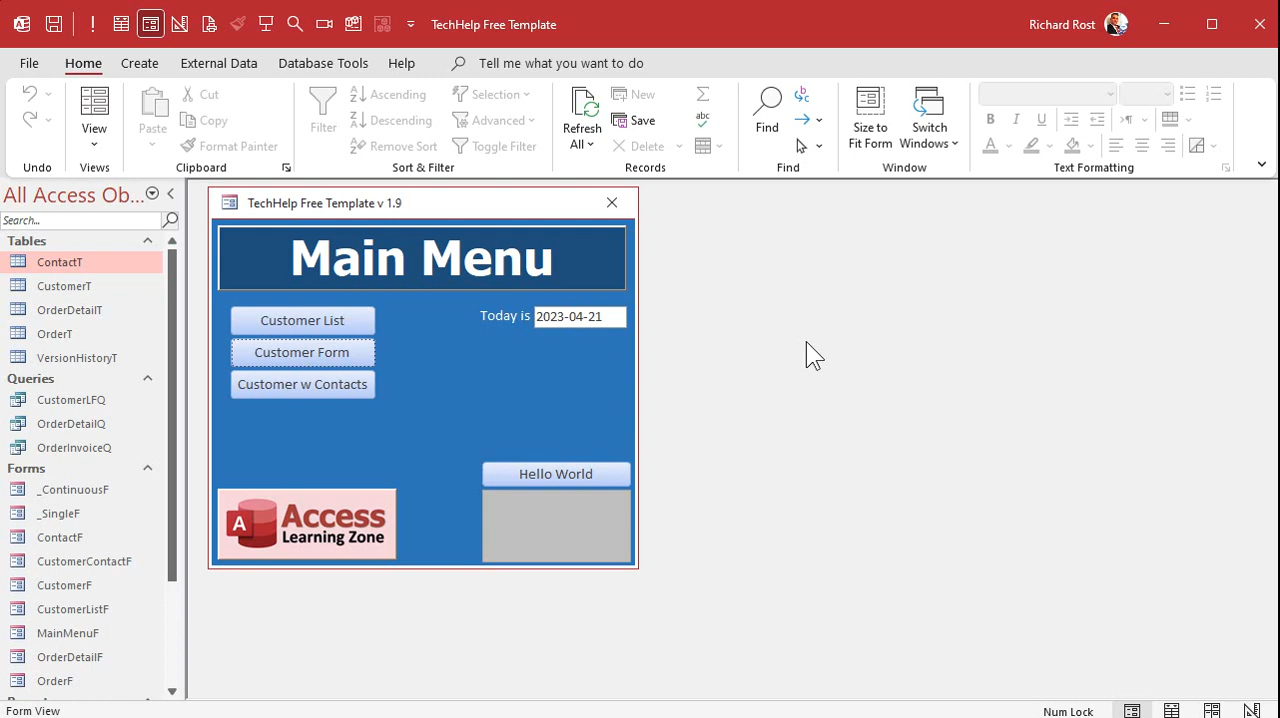 TechHelp Free Template
Richard Rost
File
Home
Create
External Data
Database Tools
Help
Tell me what you want to do
Undo
View
Views
Paste
Cut
Copy
Format Painter
Clipboard
Filter
Ascending
Descending
Remove Sort
Selection
Advanced
Toggle Filter
Sort & Filter
Refresh
All
New
Save
Delete
Records
Find
Find
Size to
Fit Form
Switch
Windows
Window
B I U
Text Formatting
All Access Ob...
Search...
Tables
ContactT
CustomerT
OrderDetailT
OrderT
VersionHistoryT
Queries
CustomerLFQ
OrderDetailQ
OrderInvoiceQ
Forms
_ContinuousF
_SingleF
ContactF
CustomerContactF
CustomerF
CustomerListF
MainMenuF
OrderDetailF
OrderF
TechHelp Free Template v 1.9
Main Menu
Customer List
Customer Form
Customer w Contacts
Today is 2023-04-21
Hello World
A Access
Learning Zone
Form View
Num Lock